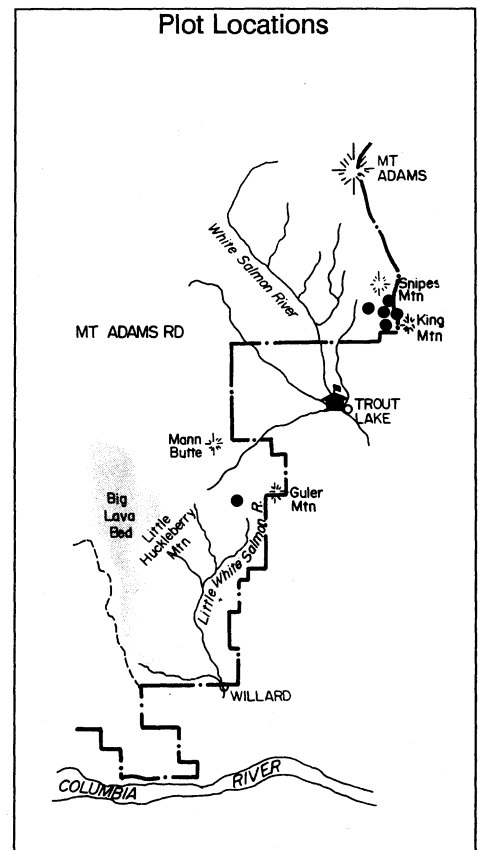 Plot Locations
MT
ADAMS
White Salmon River
Snipes
Mtn
King
Mtn
MT ADAMS RD
TROUT
LAKE
Mann
Butte
Big
Lava
Bed
Little
Huckleberry
Mtn
Guler
Mtn
Little White Salmon R.
WILLARD
COLUMBIA RIVER